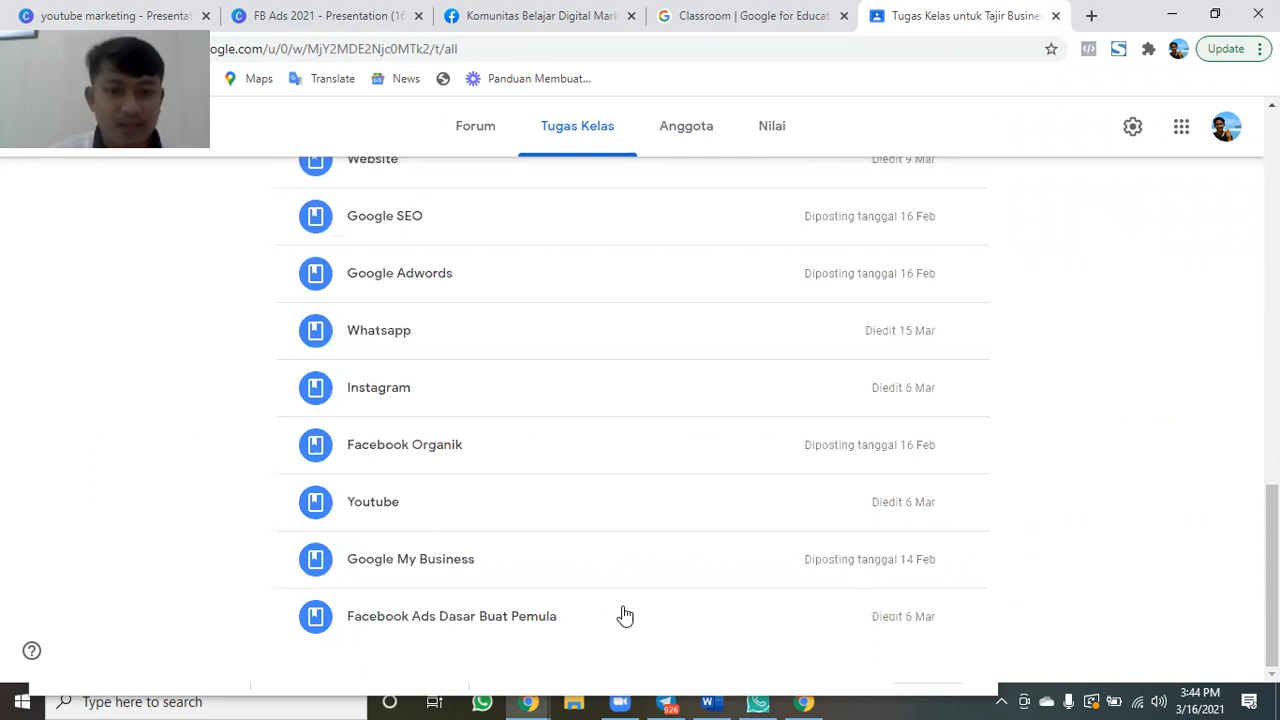 youtube marketing - Presentat
FB Ads 2021 - Presentation (16
Komunitas Belajar Digital Mark
Classroom | Google for Educat
Tugas Kelas untuk Tajir Busine
ogle.com/u/0/w/MjY2MDE2Njc0MTk2/t/all
Update
Maps
Translate
News
Panduan Membuat...
Forum
Tugas Kelas
Anggota
Nilai
Website
Diedit 9 Mar
Google SEO
Diposting tanggal 16 Feb
Google Adwords
Diposting tanggal 16 Feb
Whatsapp
Diedit 15 Mar
Instagram
Diedit 6 Mar
Facebook Organik
Diposting tanggal 16 Feb
Youtube
Diedit 6 Mar
Google My Business
Diposting tanggal 14 Feb
Facebook Ads Dasar Buat Pemula
Diedit 6 Mar
Type here to search
926
3:44 PM
3/16/2021